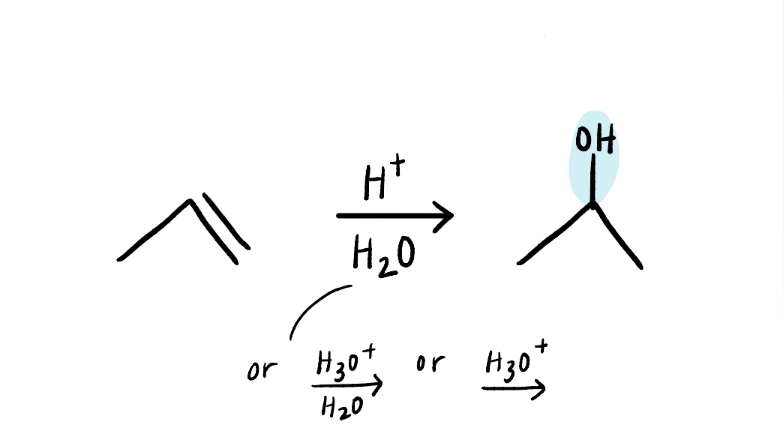 OH
H⁺
H₂O
or H₃O⁺ or H₃O⁺
H₂O